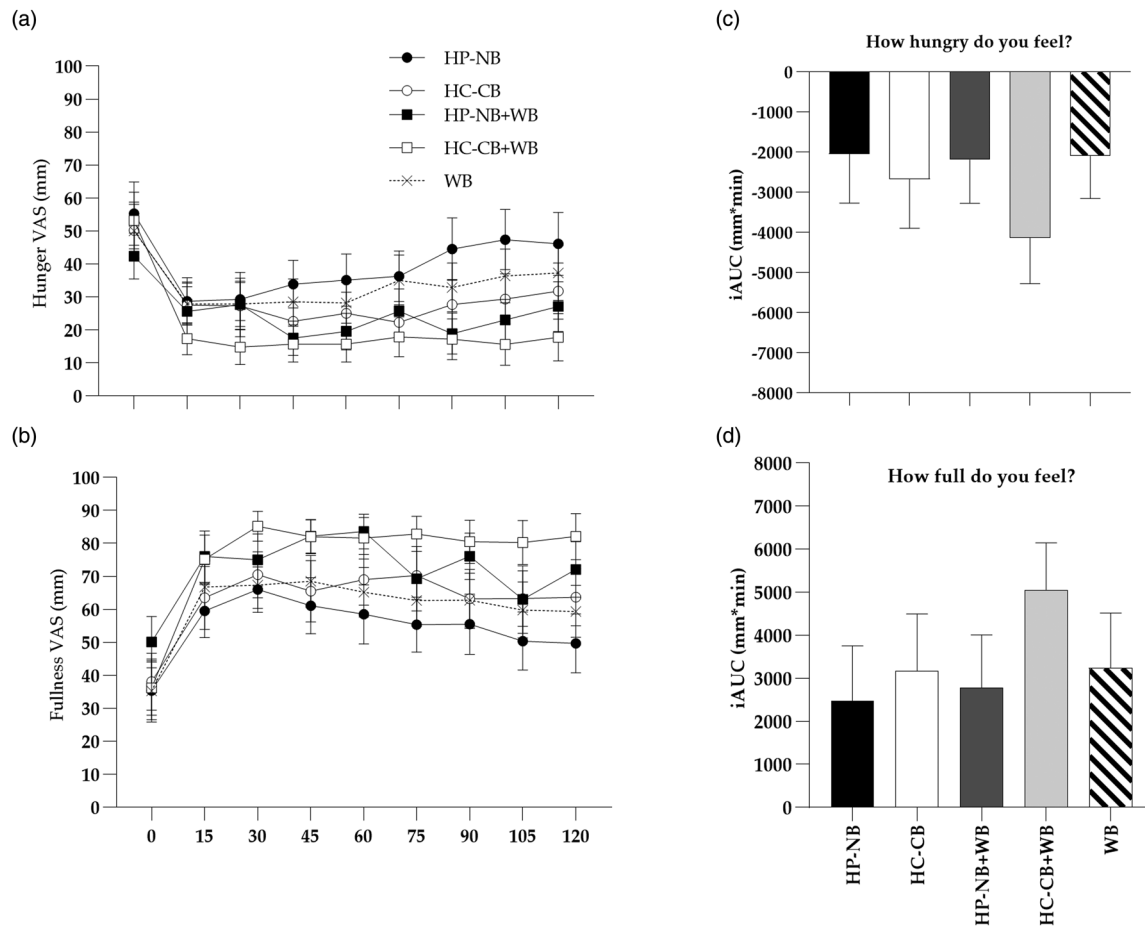 (a)
100
90
80
70
60
50
40
30
20
10
0
Hunger VAS (mm)
HP-NB
HC-CB
HP-NB+WB
HC-CB+WB
WB
(c)
How hungry do you feel?
0
-1000
-2000
-3000
-4000
-5000
-6000
-7000
-8000
iAUC (mm*min)
(b)
100
90
80
70
60
50
40
30
20
10
0
Fullness VAS (mm)
0 15 30 45 60 75 90 105 120
(d)
How full do you feel?
8000
7000
6000
5000
4000
3000
2000
1000
0
iAUC (mm*min)
HP-NB
HC-CB
HP-NB+WB
HC-CB+WB
WB